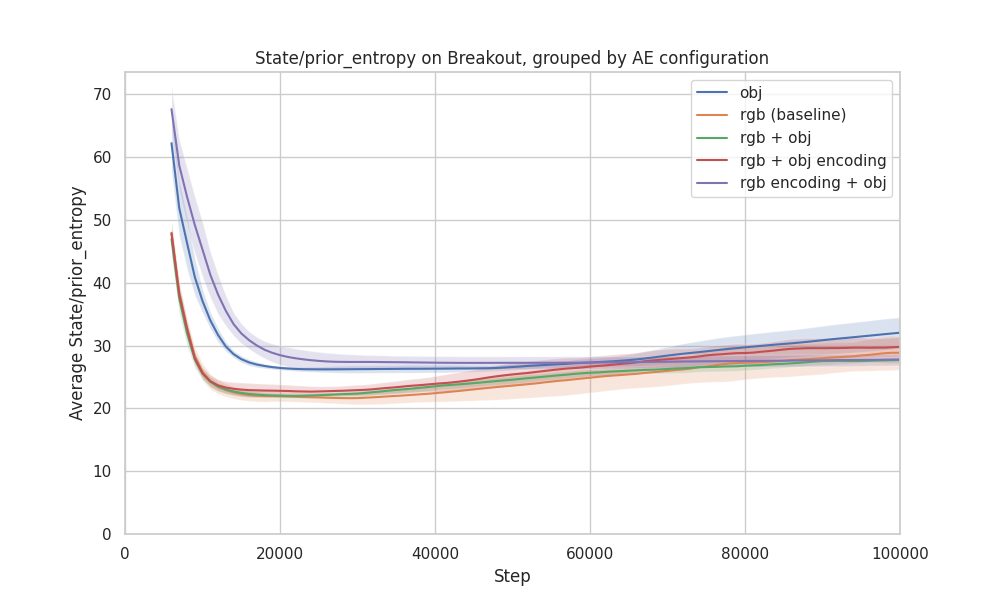 State/prior_entropy on Breakout, grouped by AE configuration
70
60
50
40
30
20
10
0
Average State/prior_entropy
obj
rgb (baseline)
rgb + obj
rgb + obj encoding
rgb encoding + obj
0 20000 40000 60000 80000 100000
Step